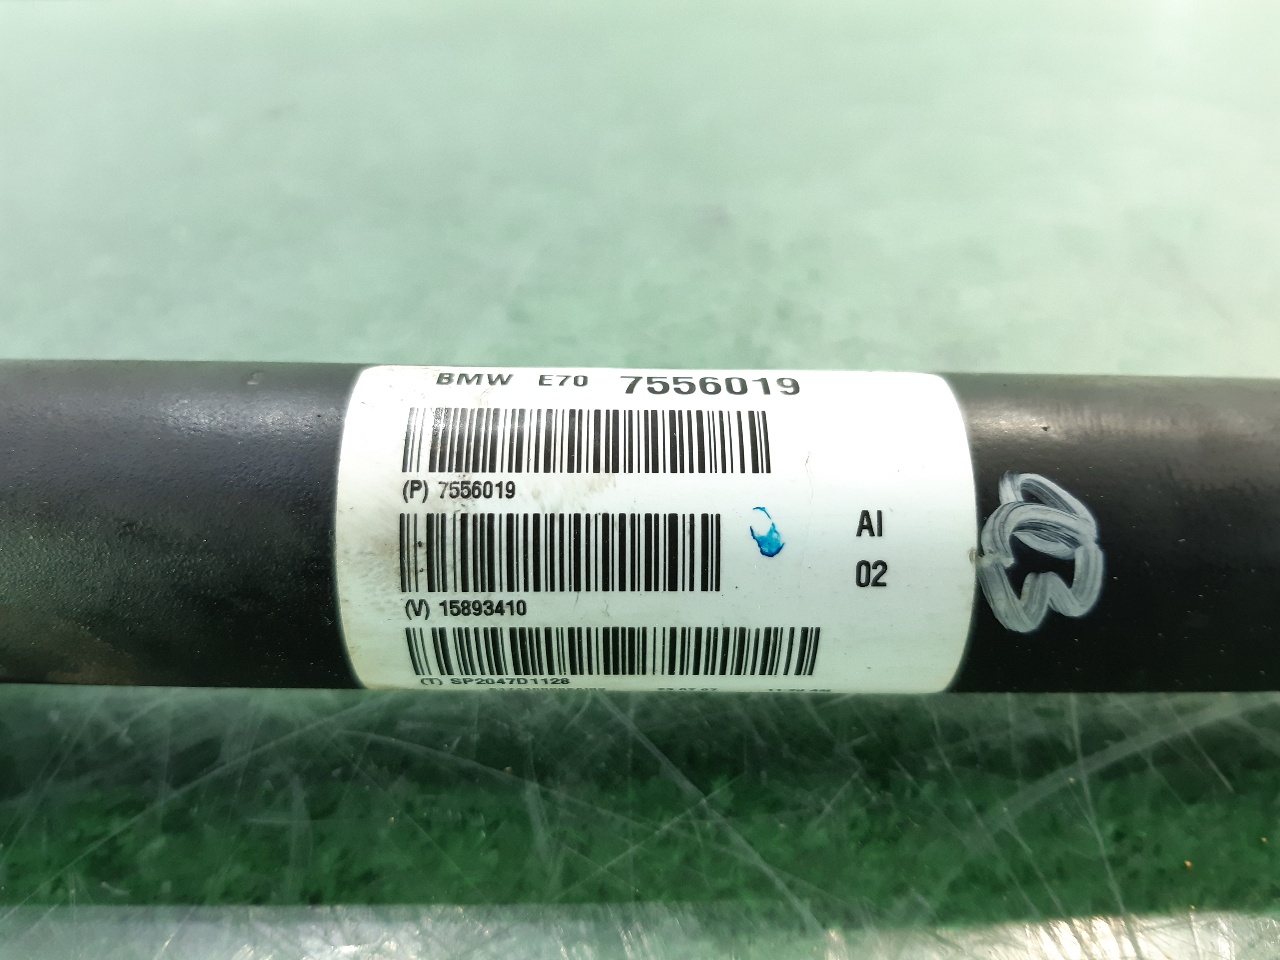 BMW E70 7556019
(P) 7556019
AI
02
(V) 15893410
(T) SP2047D1128